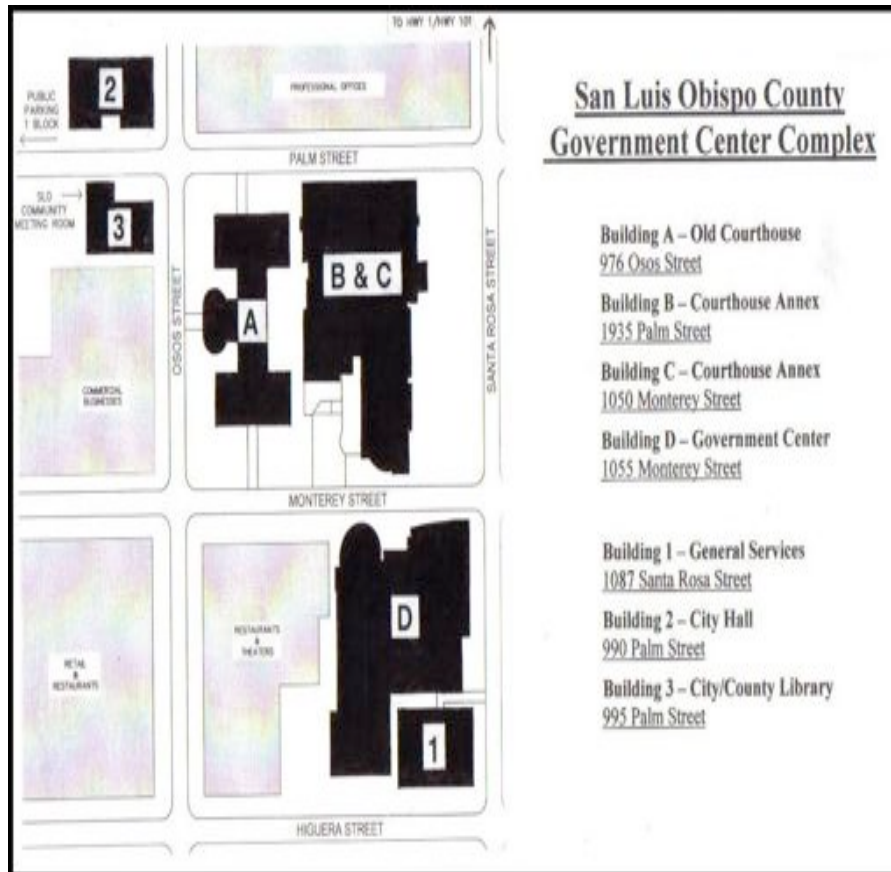 TO HWY 1/HWY 101
2
PUBLIC
PARKING
1 BLOCK
PROFESSIONAL OFFICES
PALM STREET
SLO
COMMUNITY
MEETING ROOM
3
OSOS STREET
A
B & C
SANTA ROSA STREET
COMMERCIAL
BUSINESSES
MONTEREY STREET
RETAIL
&
RESTAURANTS
RESTAURANTS
&
THEATERS
D
1
HIGUERA STREET
San Luis Obispo County
Government Center Complex
Building A – Old Courthouse
976 Osos Street
Building B – Courthouse Annex
1935 Palm Street
Building C – Courthouse Annex
1050 Monterey Street
Building D – Government Center
1055 Monterey Street
Building 1 – General Services
1087 Santa Rosa Street
Building 2 – City Hall
990 Palm Street
Building 3 – City/County Library
995 Palm Street